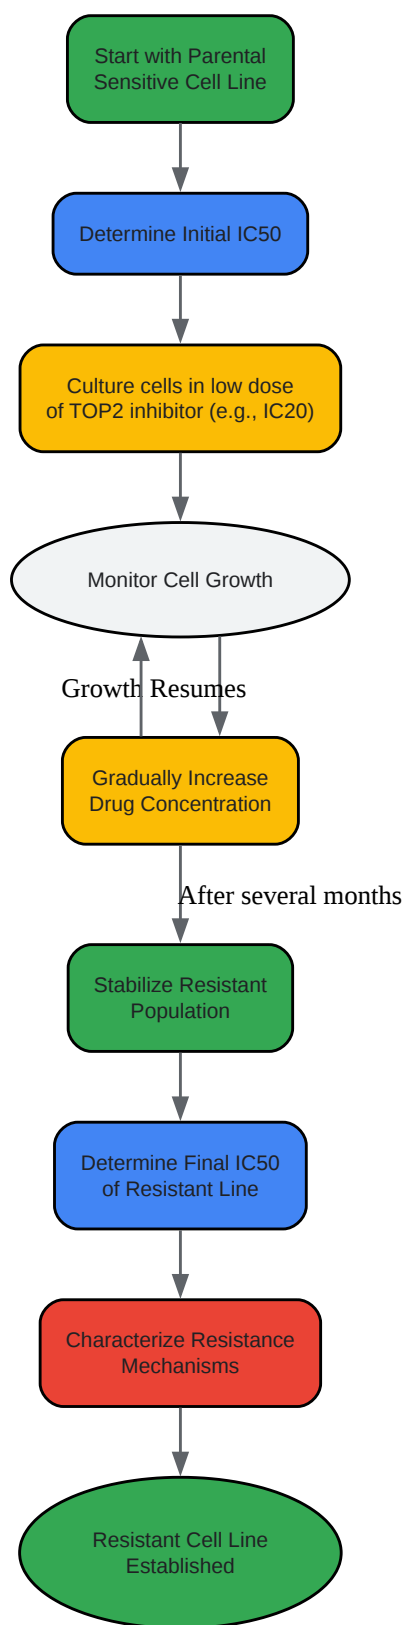 Start with Parental
Sensitive Cell Line
Determine Initial IC50
Culture cells in low dose
of TOP2 inhibitor (e.g., IC20)
Monitor Cell Growth
Growth Resumes
Gradually Increase
Drug Concentration
After several months
Stabilize Resistant
Population
Determine Final IC50
of Resistant Line
Characterize Resistance
Mechanisms
Resistant Cell Line
Established